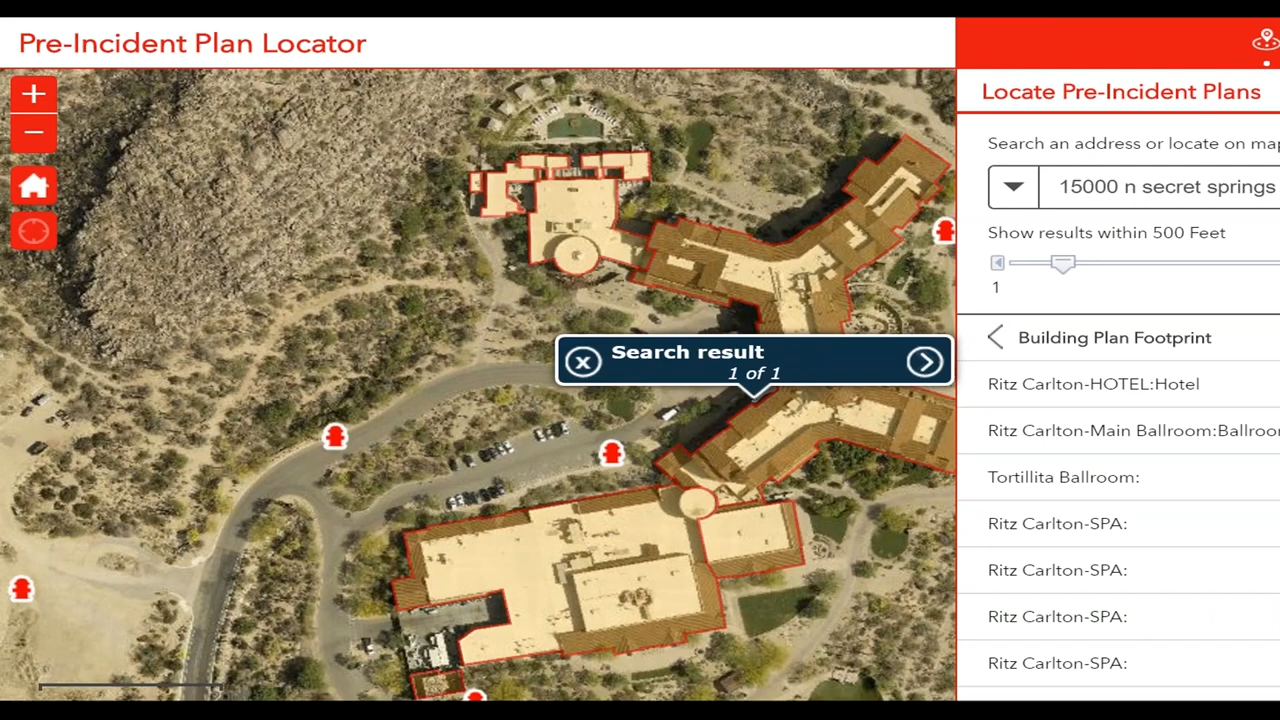 Pre-Incident Plan Locator
Locate Pre-Incident Plans
Search an address or locate on map
15000 n secret springs
Show results within 500 Feet
1
Building Plan Footprint
Search result
1 of 1
Ritz Carlton-HOTEL:Hotel
Ritz Carlton-Main Ballroom:Ballroo
Tortillita Ballroom:
Ritz Carlton-SPA:
Ritz Carlton-SPA:
Ritz Carlton-SPA:
Ritz Carlton-SPA: